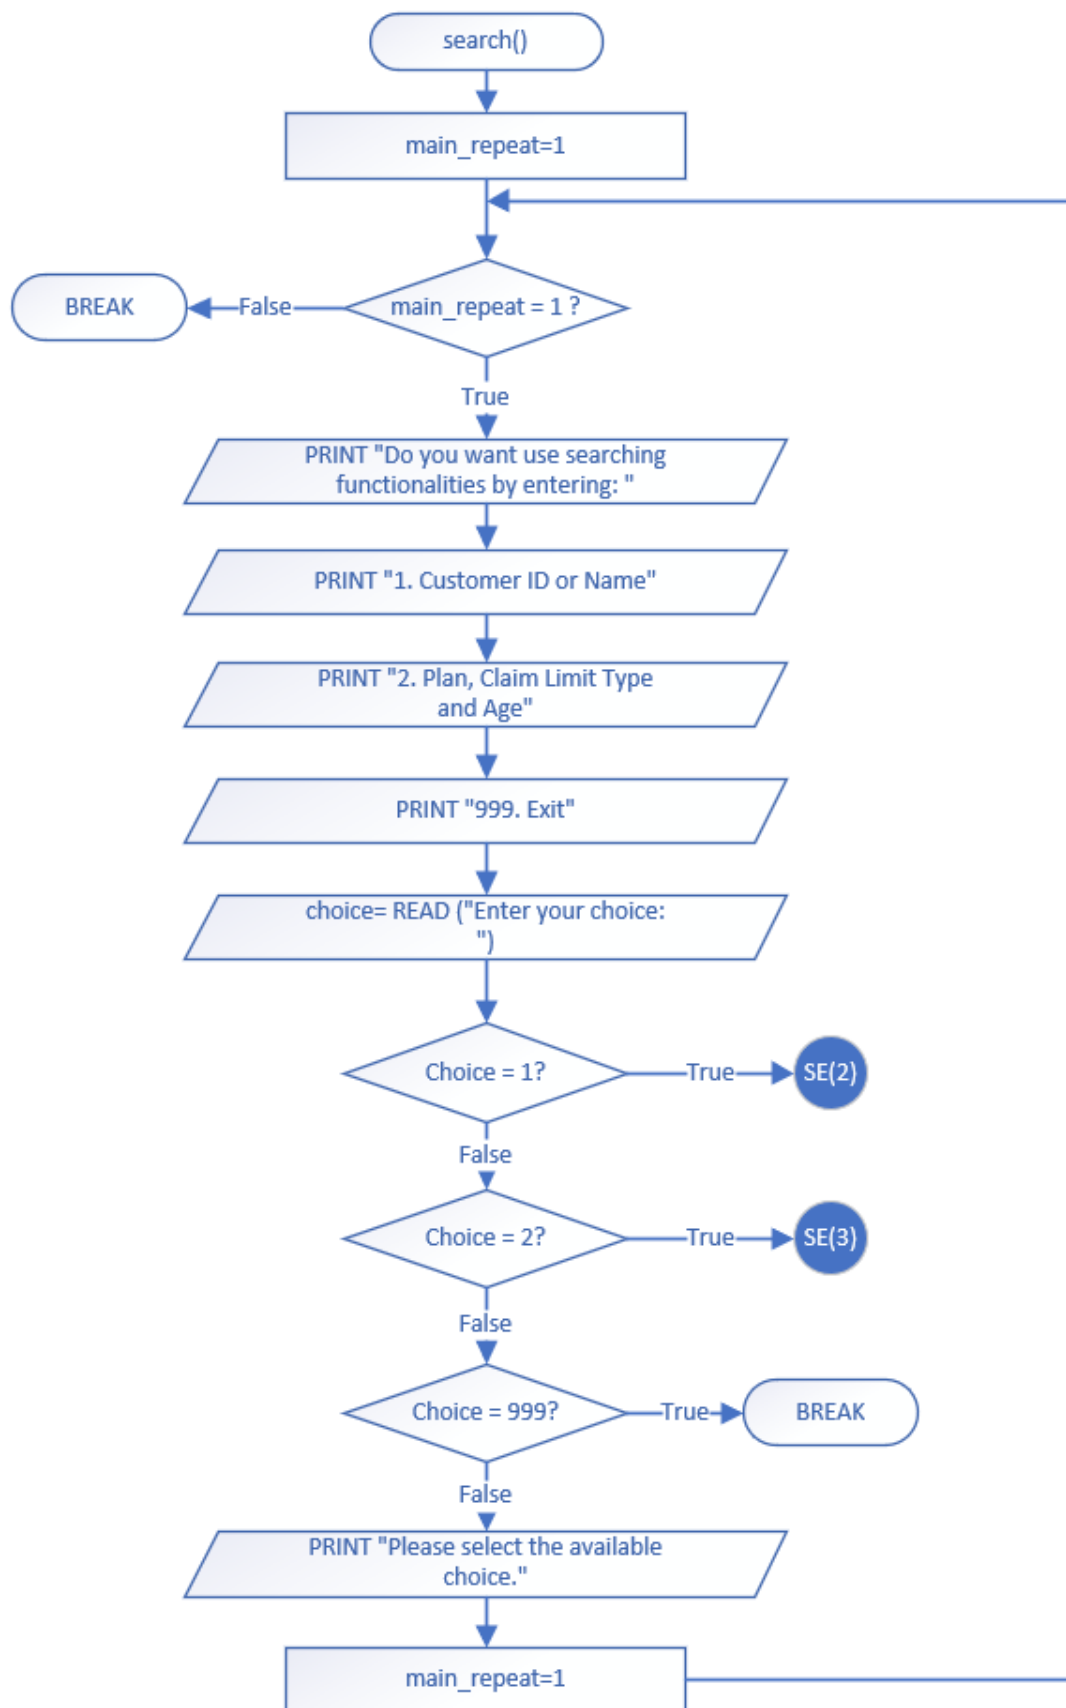 search()
main_repeat=1
BREAK
False
main_repeat = 1 ?
True
PRINT "Do you want use searching
functionalities by entering: "
PRINT "1. Customer ID or Name"
PRINT "2. Plan, Claim Limit Type
and Age"
PRINT "999. Exit"
choice= READ ("Enter your choice:
")
Choice = 1?
True
SE(2)
False
Choice = 2?
True
SE(3)
False
Choice = 999?
True
BREAK
False
PRINT "Please select the available
choice."
main_repeat=1